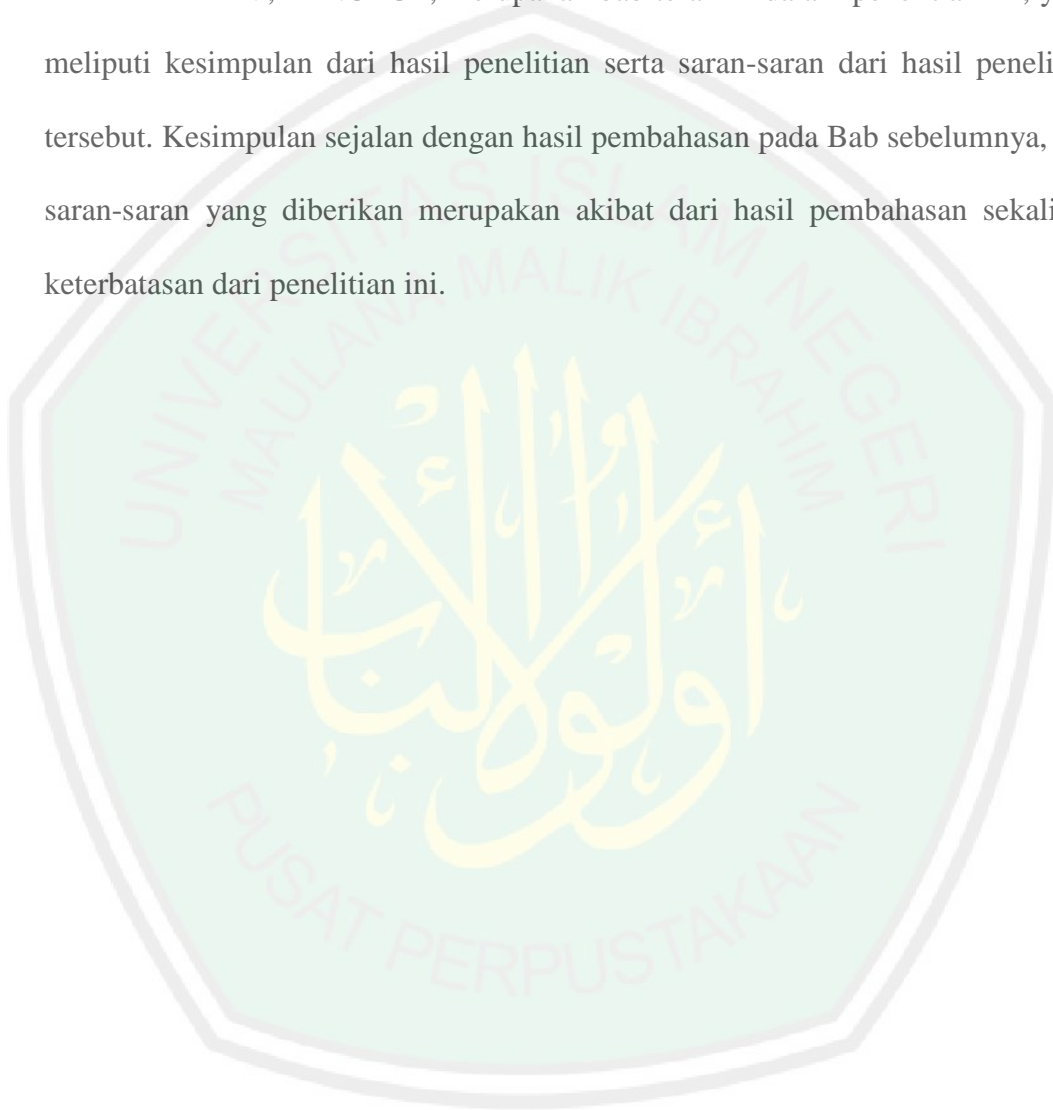 meliputi kesimpulan dari hasil penelitian serta saran-saran dari hasil
tersebut. Kesimpulan sejalan dengan hasil pembahasan pada Bab sebelumnya,
saran-saran yang diberikan merupakan akibat dari hasil pembahasan
keterbatasan dari penelitian ini.
UNIVERSITAS ISLAM NEGERI
MAULANA MALIK IBRAHIM
PUSAT PERPUSTAKAAN